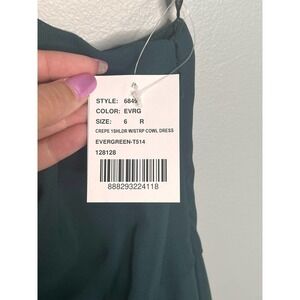 STYLE: 6849
COLOR: EVRG
SIZE: 6 R
CREPE 1SHLDR W/STRP COWL DRESS
EVERGREEN-T514
128128
888293224118